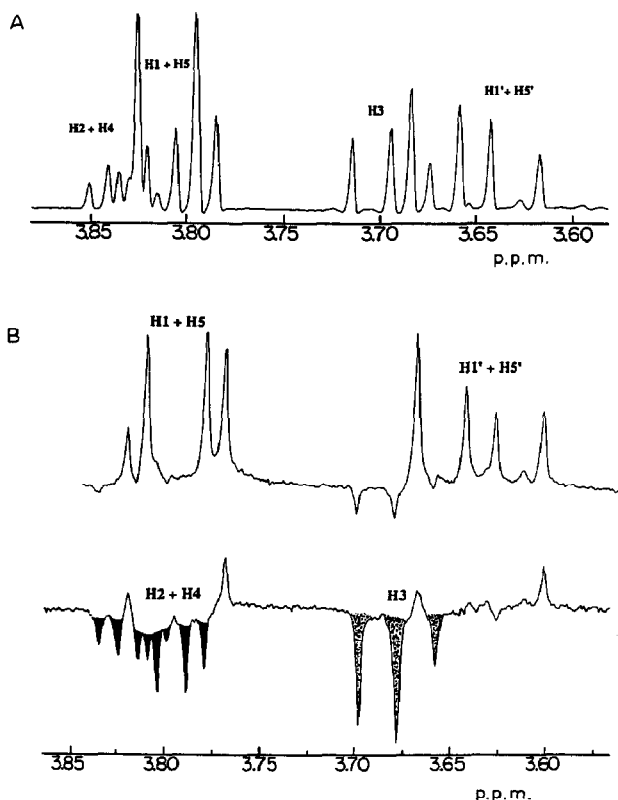 A
H1 + H5
H2 + H4
H3
H1' + H5'
3.85 3.80 3.75 3.70 3.65 3.60
p.p.m.
B
H1 + H5
H1' + H5'
H2 + H4
H3
3.85 3.80 3.75 3.70 3.65 3.60
p.p.m.